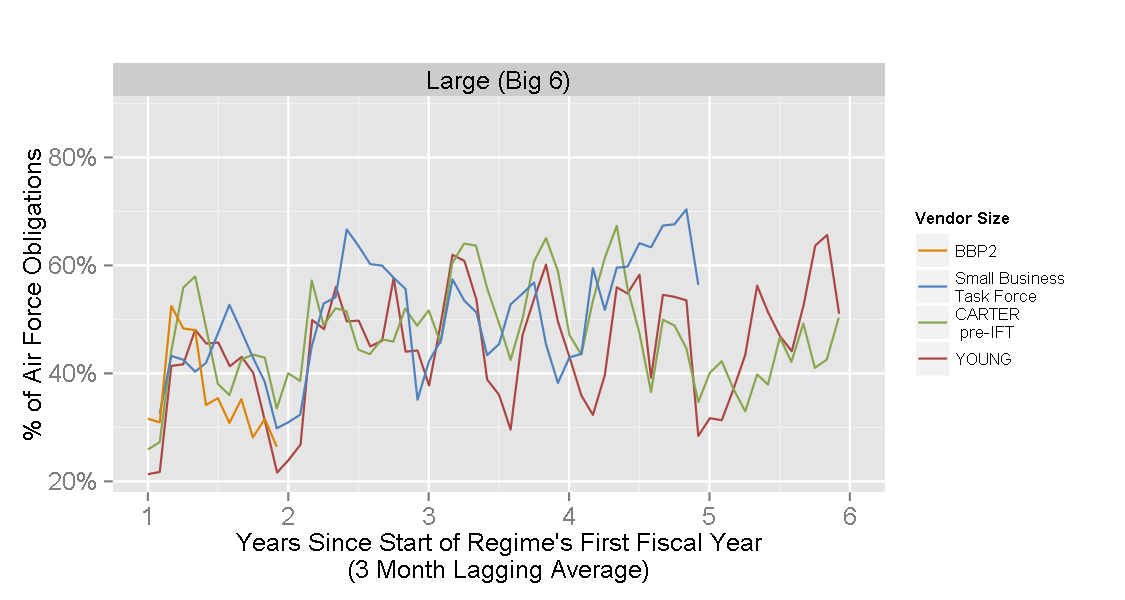 Large (Big 6)
% of Air Force Obligations
80%
60%
40%
20%
1 2 3 4 5 6
Years Since Start of Regime's First Fiscal Year
(3 Month Lagging Average)
Vendor Size
BBP2
Small Business
Task Force
CARTER
pre-IFT
YOUNG